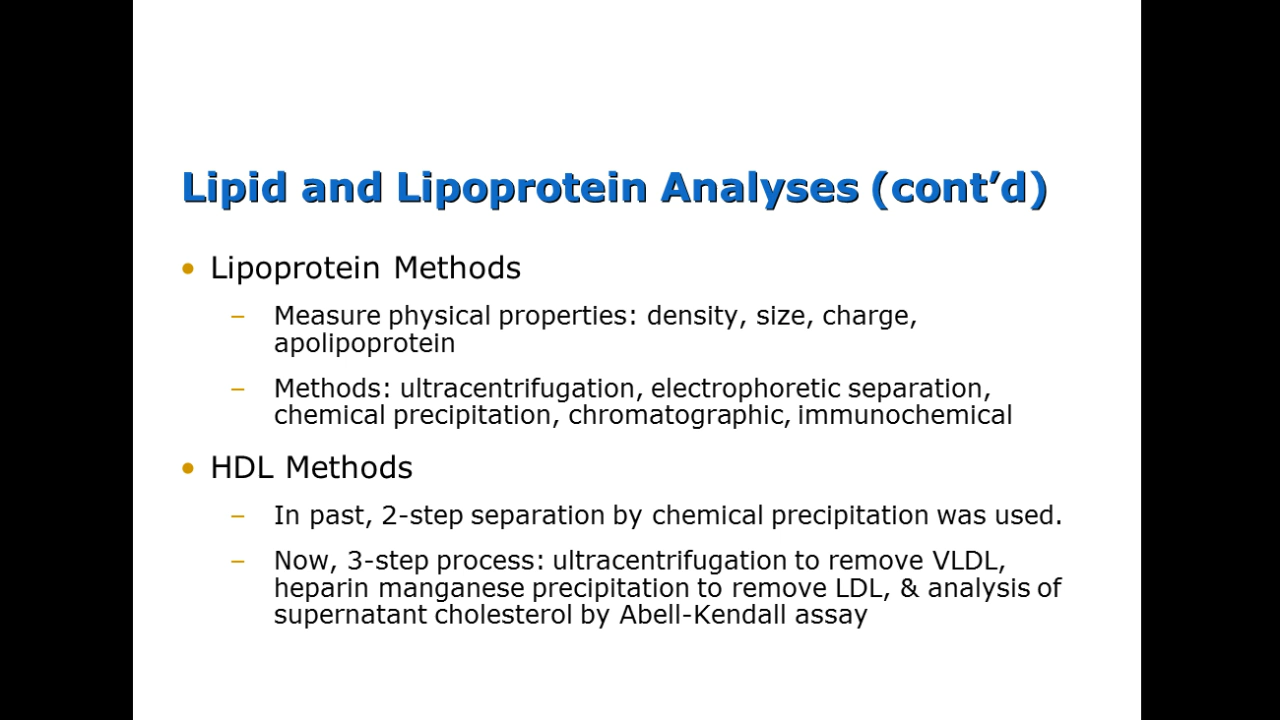 Lipid and Lipoprotein Analyses (cont’d)
• Lipoprotein Methods
– Measure physical properties: density, size, charge,
apolipoprotein
– Methods: ultracentrifugation, electrophoretic separation,
chemical precipitation, chromatographic, immunochemical
• HDL Methods
– In past, 2-step separation by chemical precipitation was used.
– Now, 3-step process: ultracentrifugation to remove VLDL,
heparin manganese precipitation to remove LDL, & analysis of
supernatant cholesterol by Abell-Kendall assay